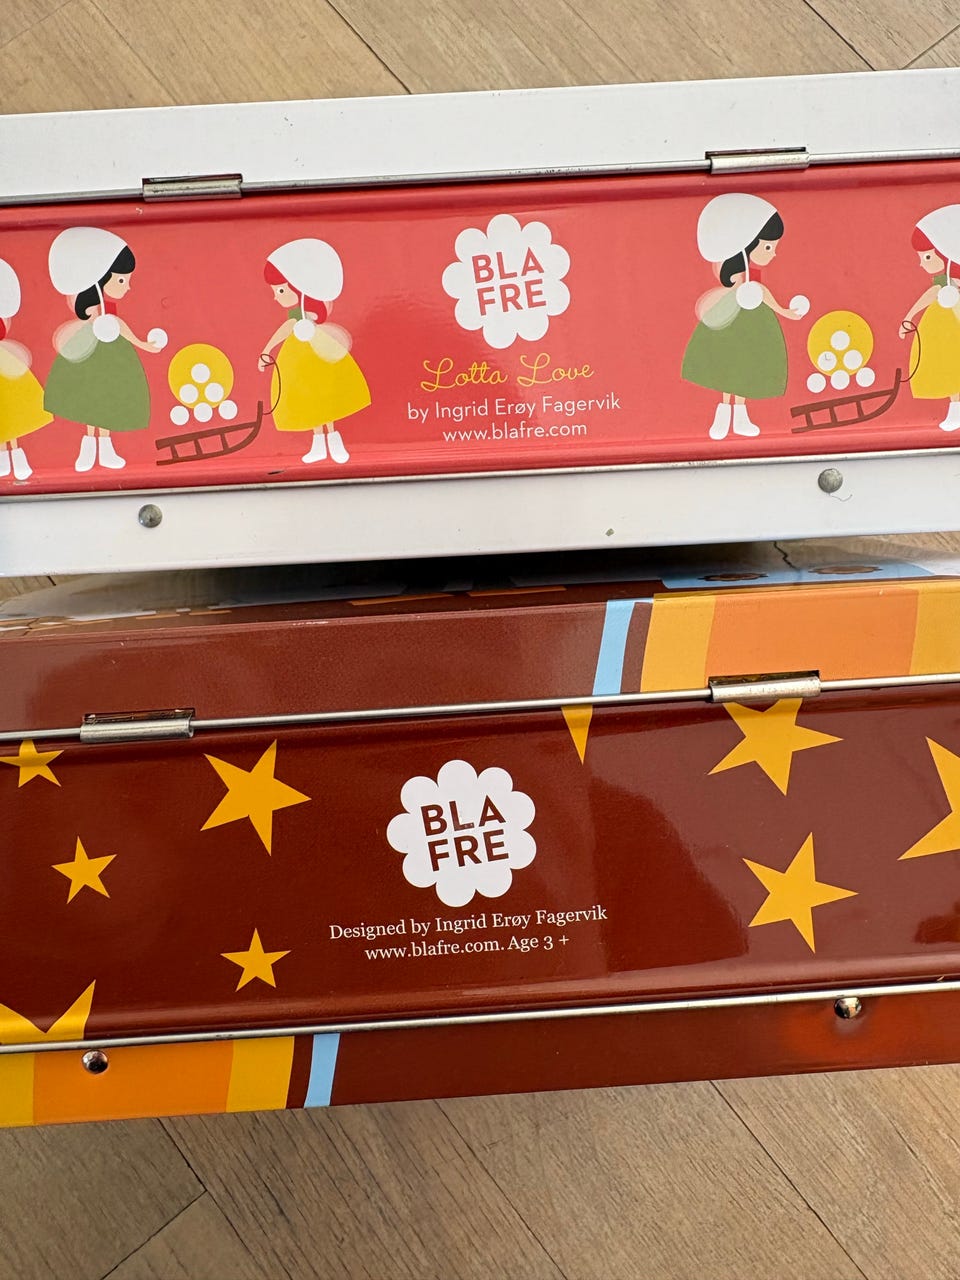 BLA
FRE
Lotta Love
by Ingrid Erøy Fagervik
www.blafre.com
BLA
FRE
Designed by Ingrid Erøy Fagervik
www.blafre.com. Age 3 +